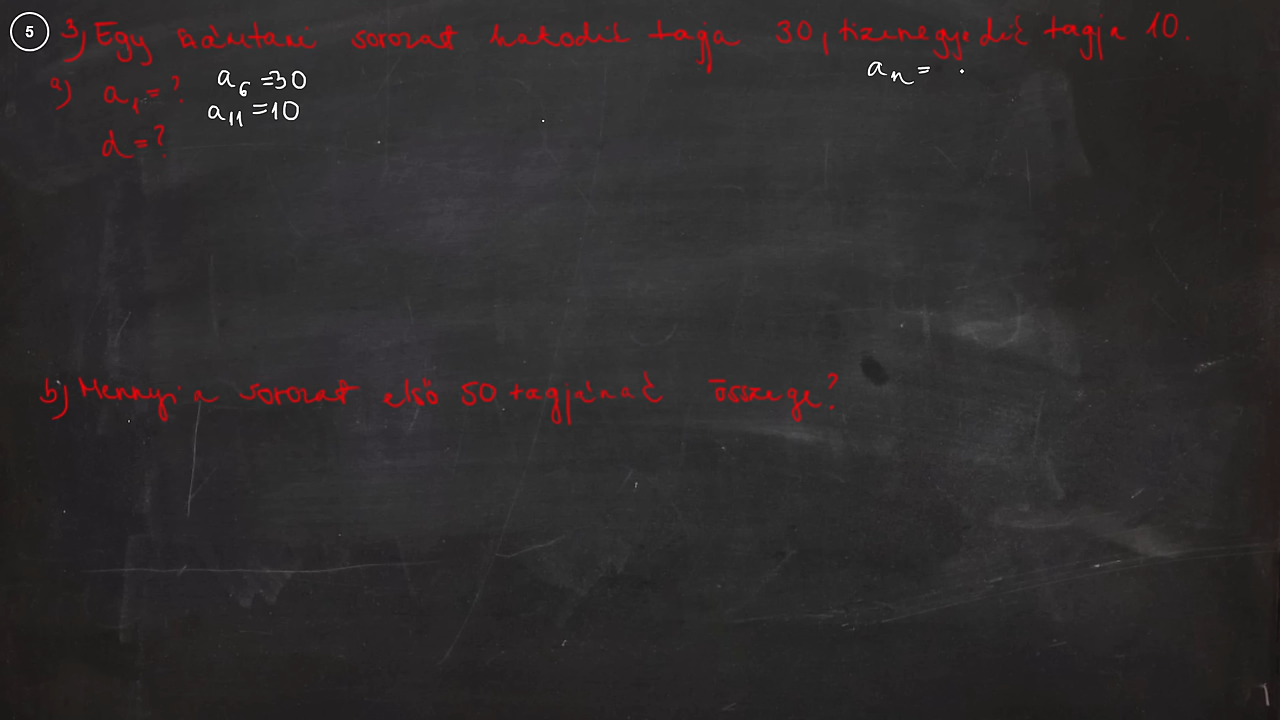 5
3) Egy számtani sorozat hatodik tagja 30, tizenegyedik tagja 10.
aₙ =
a) a₁ = ? a₆ = 30
a₁₁ = 10
d = ?
b) Mennyi a sorozat első 50 tagjának összege?
1